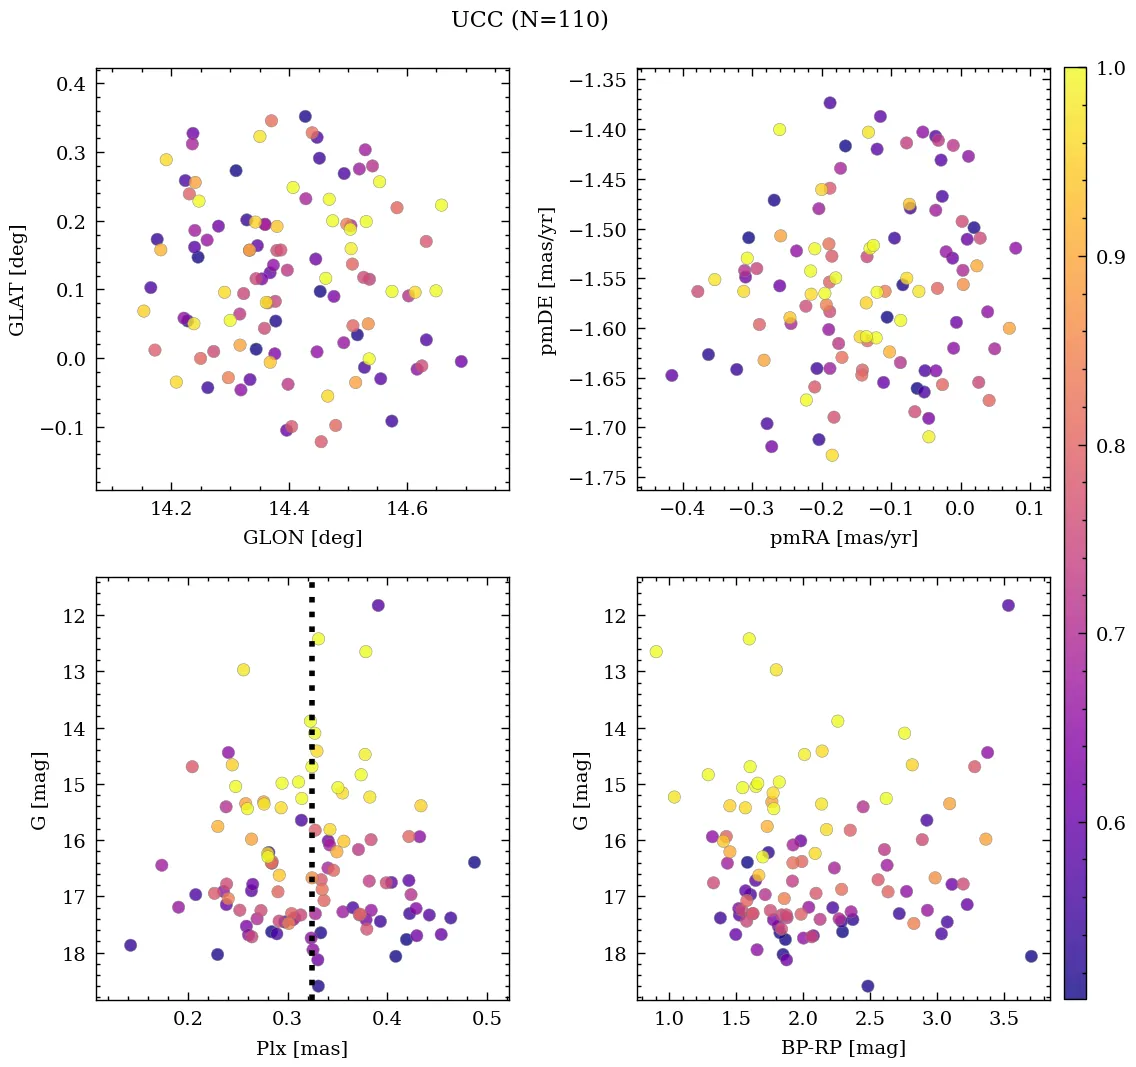 UCC (N=110)
0.4
0.3
0.2
0.1
0.0
−0.1
GLAT [deg]
14.2 14.4 14.6
GLON [deg]
−1.35
−1.40
−1.45
−1.50
−1.55
−1.60
−1.65
−1.70
−1.75
pmDE [mas/yr]
−0.4 −0.3 −0.2 −0.1 0.0 0.1
pmRA [mas/yr]
12
13
14
15
16
17
18
G [mag]
0.2 0.3 0.4 0.5
Plx [mas]
12
13
14
15
16
17
18
G [mag]
1.0 1.5 2.0 2.5 3.0 3.5
BP-RP [mag]
1.0
0.9
0.8
0.7
0.6